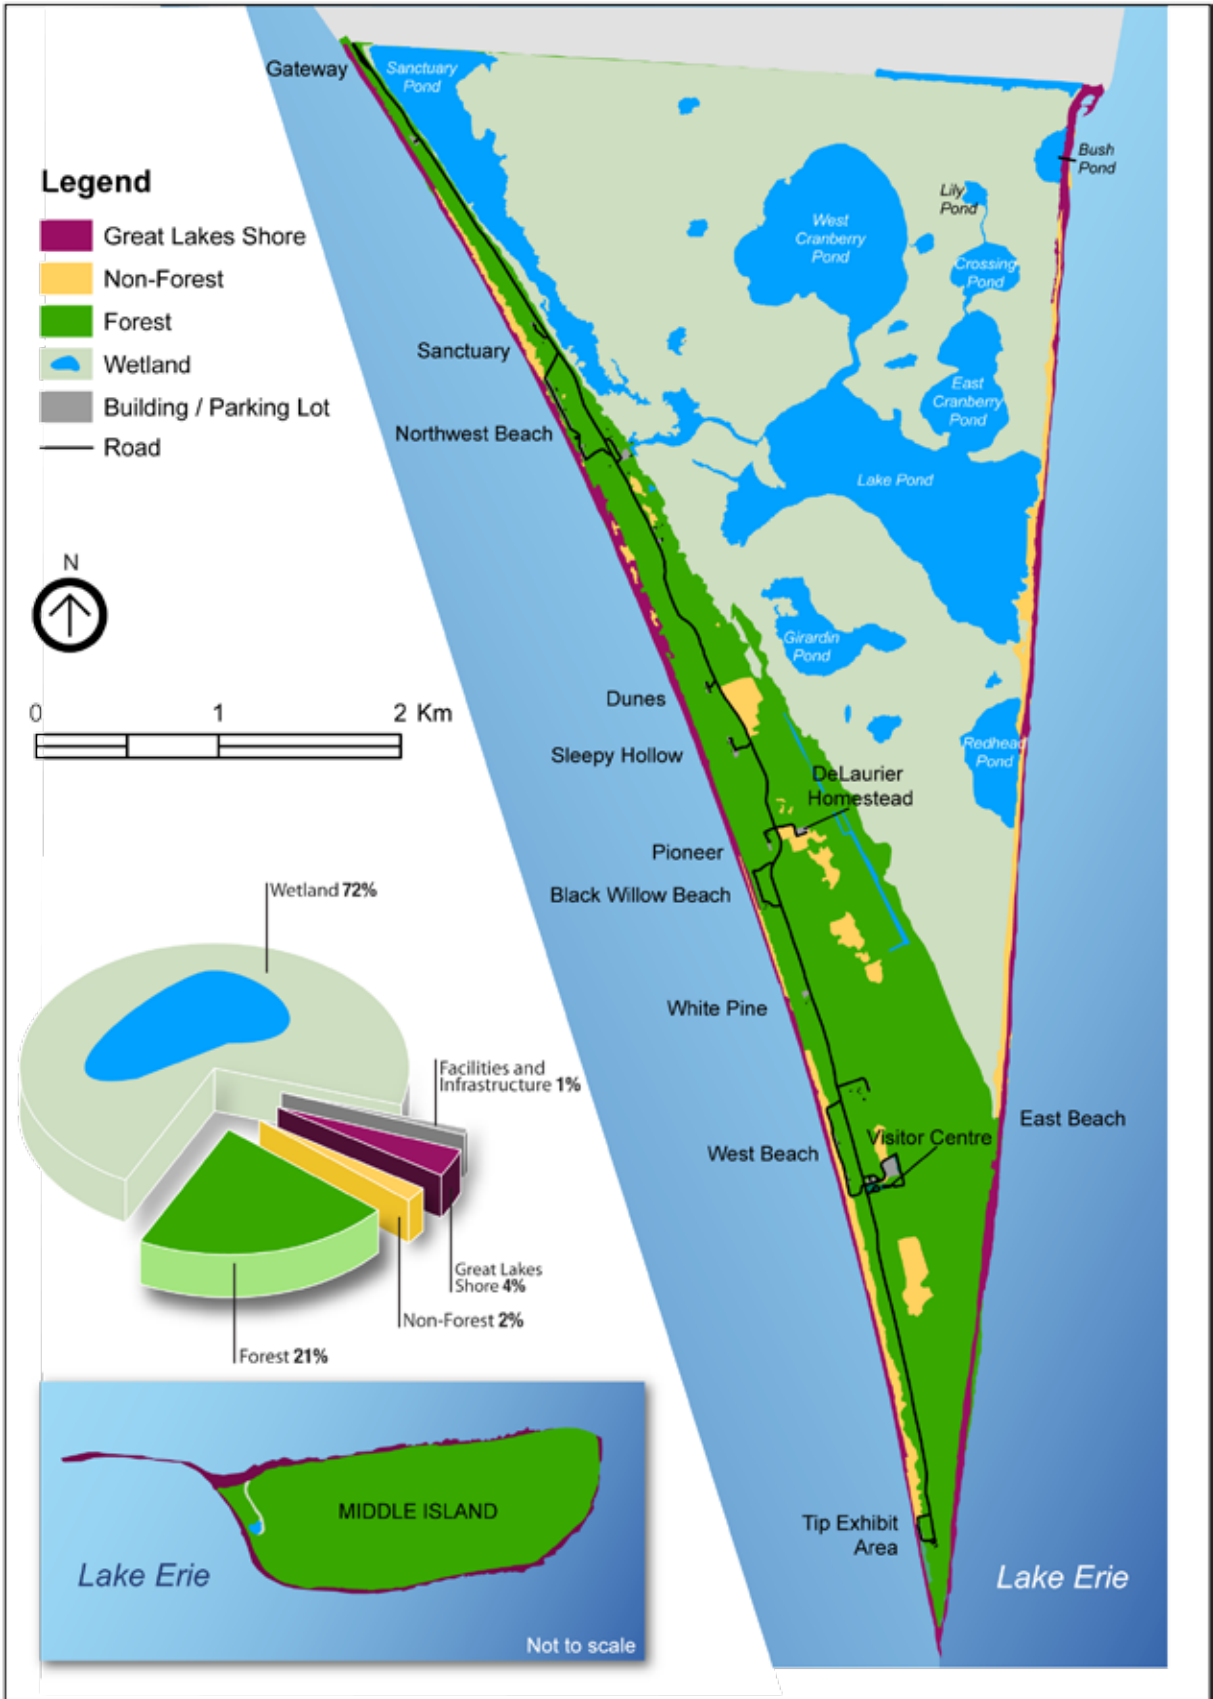 Gateway
Sanctuary
Pond
Bush
Pond
Lily
Pond
West
Cranberry
Pond
Crossing
Pond
Legend
Great Lakes Shore
Non-Forest
Forest
Wetland
Building / Parking Lot
Road
Sanctuary
East
Cranberry
Pond
Northwest Beach
Lake Pond
N
Girardin
Pond
0 1 2 Km
Dunes
Sleepy Hollow
Redhead
Pond
DeLaurier
Homestead
Pioneer
Black Willow Beach
White Pine
East Beach
Visitor Centre
West Beach
Tip Exhibit
Area
Lake Erie
Wetland 72%
Facilities and
Infrastructure 1%
Great Lakes
Shore 4%
Non-Forest 2%
Forest 21%
MIDDLE ISLAND
Lake Erie
Not to scale